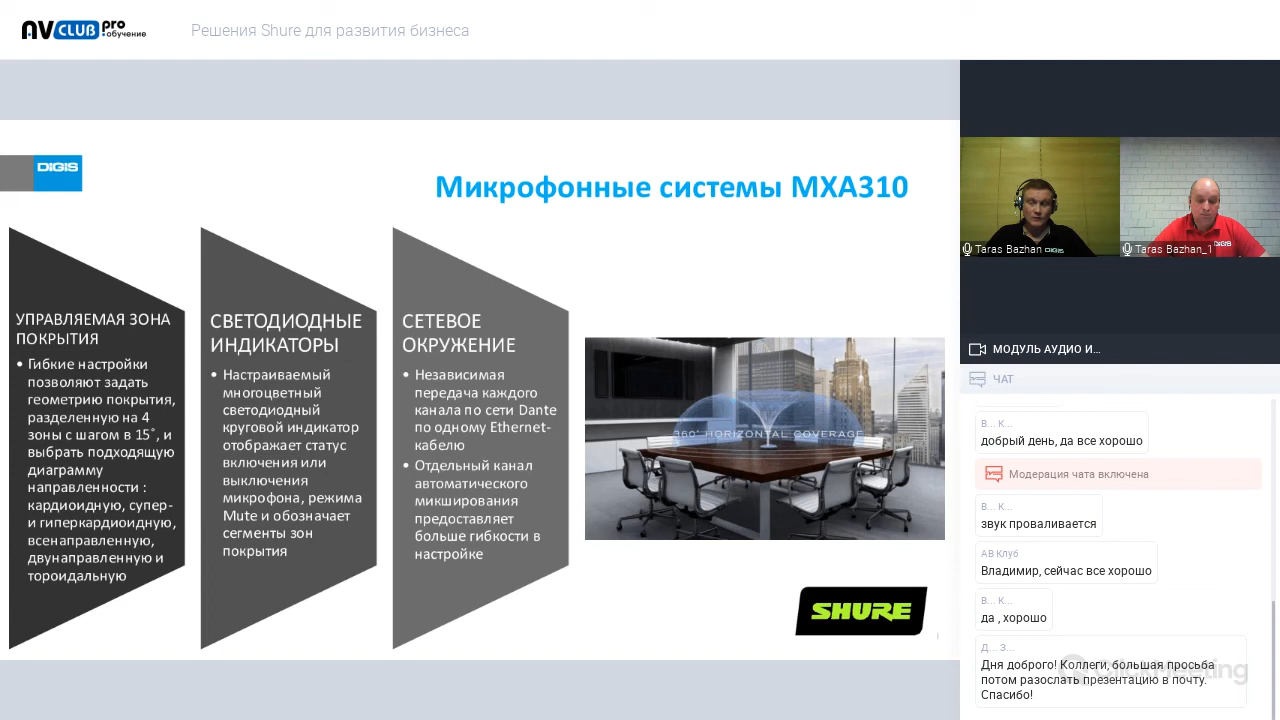 AVCLUB pro обучение
Решения Shure для развития бизнеса
DIGIS
Микрофонные системы MXA310
УПРАВЛЯЕМАЯ ЗОНА
ПОКРЫТИЯ
• Гибкие настройки
позволяют задать
геометрию покрытия,
разделенную на 4
зоны с шагом в 15˚, и
выбрать подходящую
диаграмму
направленности :
кардиоидную, супер-
и гиперкардиоидную,
всенаправленную,
двунаправленную и
тороидальную
СВЕТОДИОДНЫЕ
ИНДИКАТОРЫ
• Настраиваемый
многоцветный
светодиодный
круговой индикатор
отображает статус
включения или
выключения
микрофона, режима
Mute и обозначает
сегменты зон
покрытия
СЕТЕВОЕ
ОКРУЖЕНИЕ
• Независимая
передача каждого
канала по сети Dante
по одному Ethernet-
кабелю
• Отдельный канал
автоматического
микширования
предоставляет
больше гибкости в
настройке
360° HORIZONTAL COVERAGE
SHURE
Taras Bazhan
DIGIS
Taras Bazhan_1
DIGIS
МОДУЛЬ АУДИО И...
ЧАТ
В... К...
добрый день, да все хорошо
Модерация чата включена
В... К...
звук проваливается
АВ Клуб
Владимир, сейчас все хорошо
В... К...
да , хорошо
Д... З...
Дня доброго! Коллеги, большая просьба
потом разослать презентацию в почту.
Спасибо!
ClickMeeting